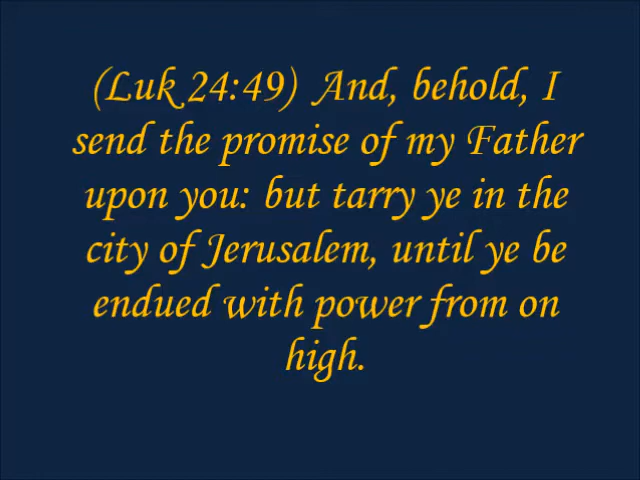 (Luk 24:49) And, behold, I
send the promise of my Father
upon you: but tarry ye in the
city of Jerusalem, until ye be
endued with power from on
high.